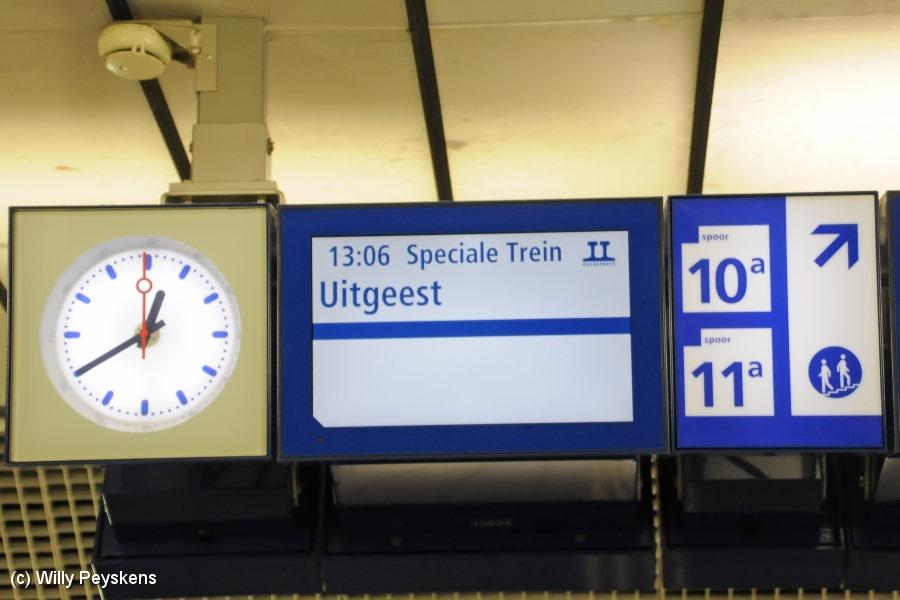 13:06 Speciale Trein
Uitgeest
spoor
10a
spoor
11a
(c) Willy Peyskens